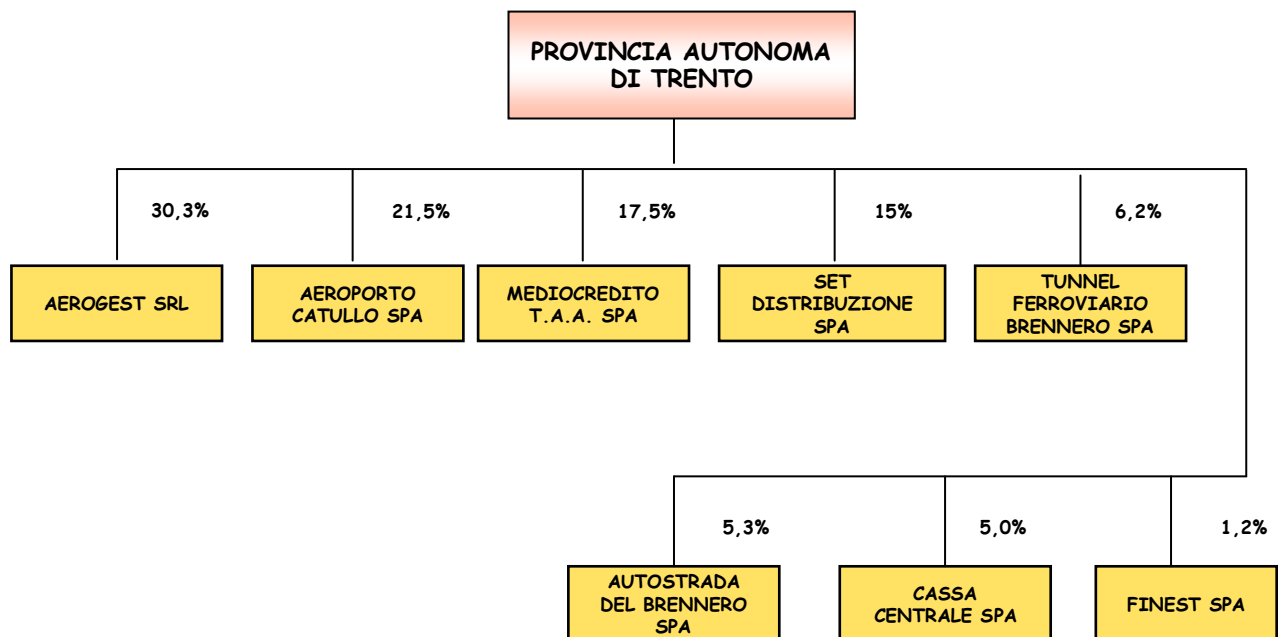 PROVINCIA AUTONOMA
DI TRENTO
30,3%
21,5%
17,5%
15%
6,2%
AEROGEST SRL
AEROPORTO
CATULLO SPA
MEDIOCREDITO
T.A.A. SPA
SET
DISTRIBUZIONE
SPA
TUNNEL
FERROVIARIO
BRENNERO SPA
5,3%
5,0%
1,2%
AUTOSTRADA
DEL BRENNERO
SPA
CASSA
CENTRALE SPA
FINEST SPA